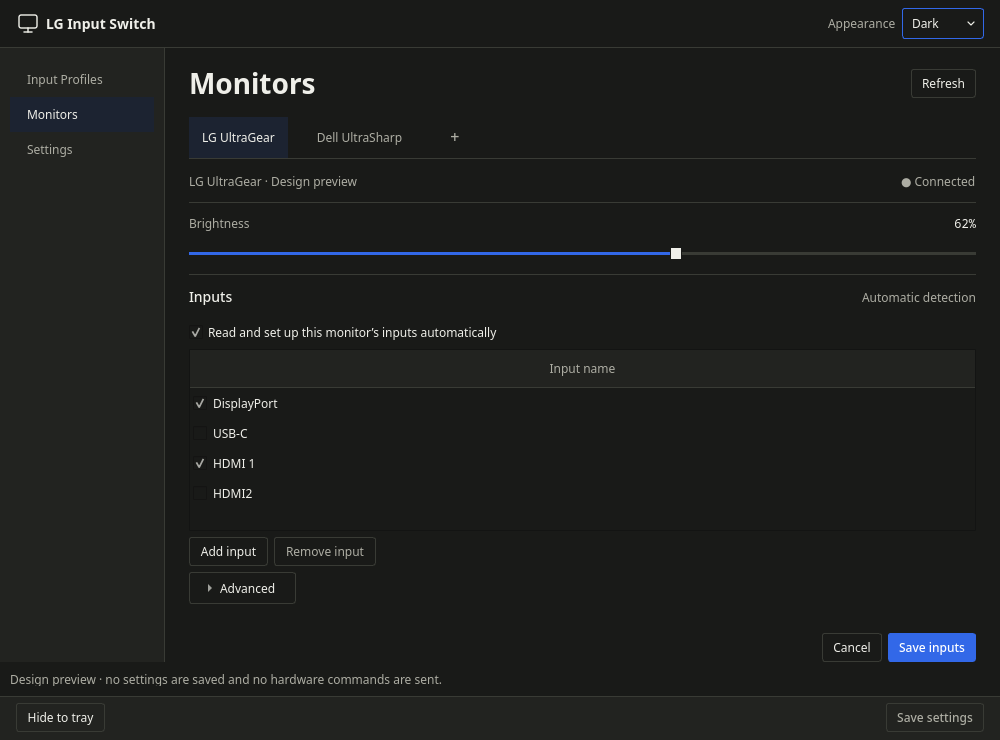 LG Input Switch
Appearance
Dark
Input Profiles
Monitors
Settings
Monitors
Refresh
LG UltraGear
Dell UltraSharp
+
LG UltraGear · Design preview
Connected
Brightness
62%
Inputs
Automatic detection
Read and set up this monitor’s inputs automatically
Input name
DisplayPort
USB-C
HDMI 1
HDMI2
Add input
Remove input
Advanced
Cancel
Save inputs
Design preview · no settings are saved and no hardware commands are sent.
Hide to tray
Save settings